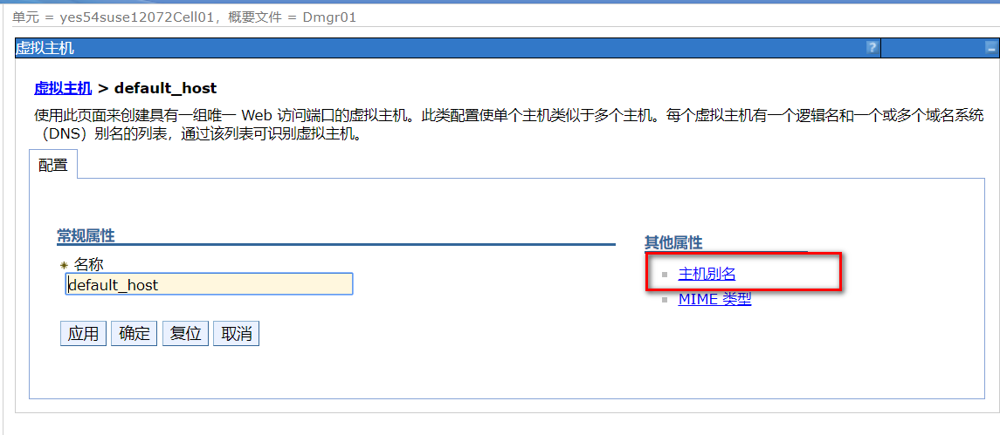 单元 = yes54suse12072Cell01，概要文件 = Dmgr01
虚拟主机 ? –
虚拟主机 > default_host
使用此页面来创建具有一组唯一 Web 访问端口的虚拟主机。此类配置使单个主机类似于多个主机。每个虚拟主机有一个逻辑名和一个或多个域名系统
（DNS）别名的列表，通过该列表可识别虚拟主机。
配置
常规属性
* 名称
default_host
应用 确定 复位 取消
其他属性
主机别名
MIME 类型